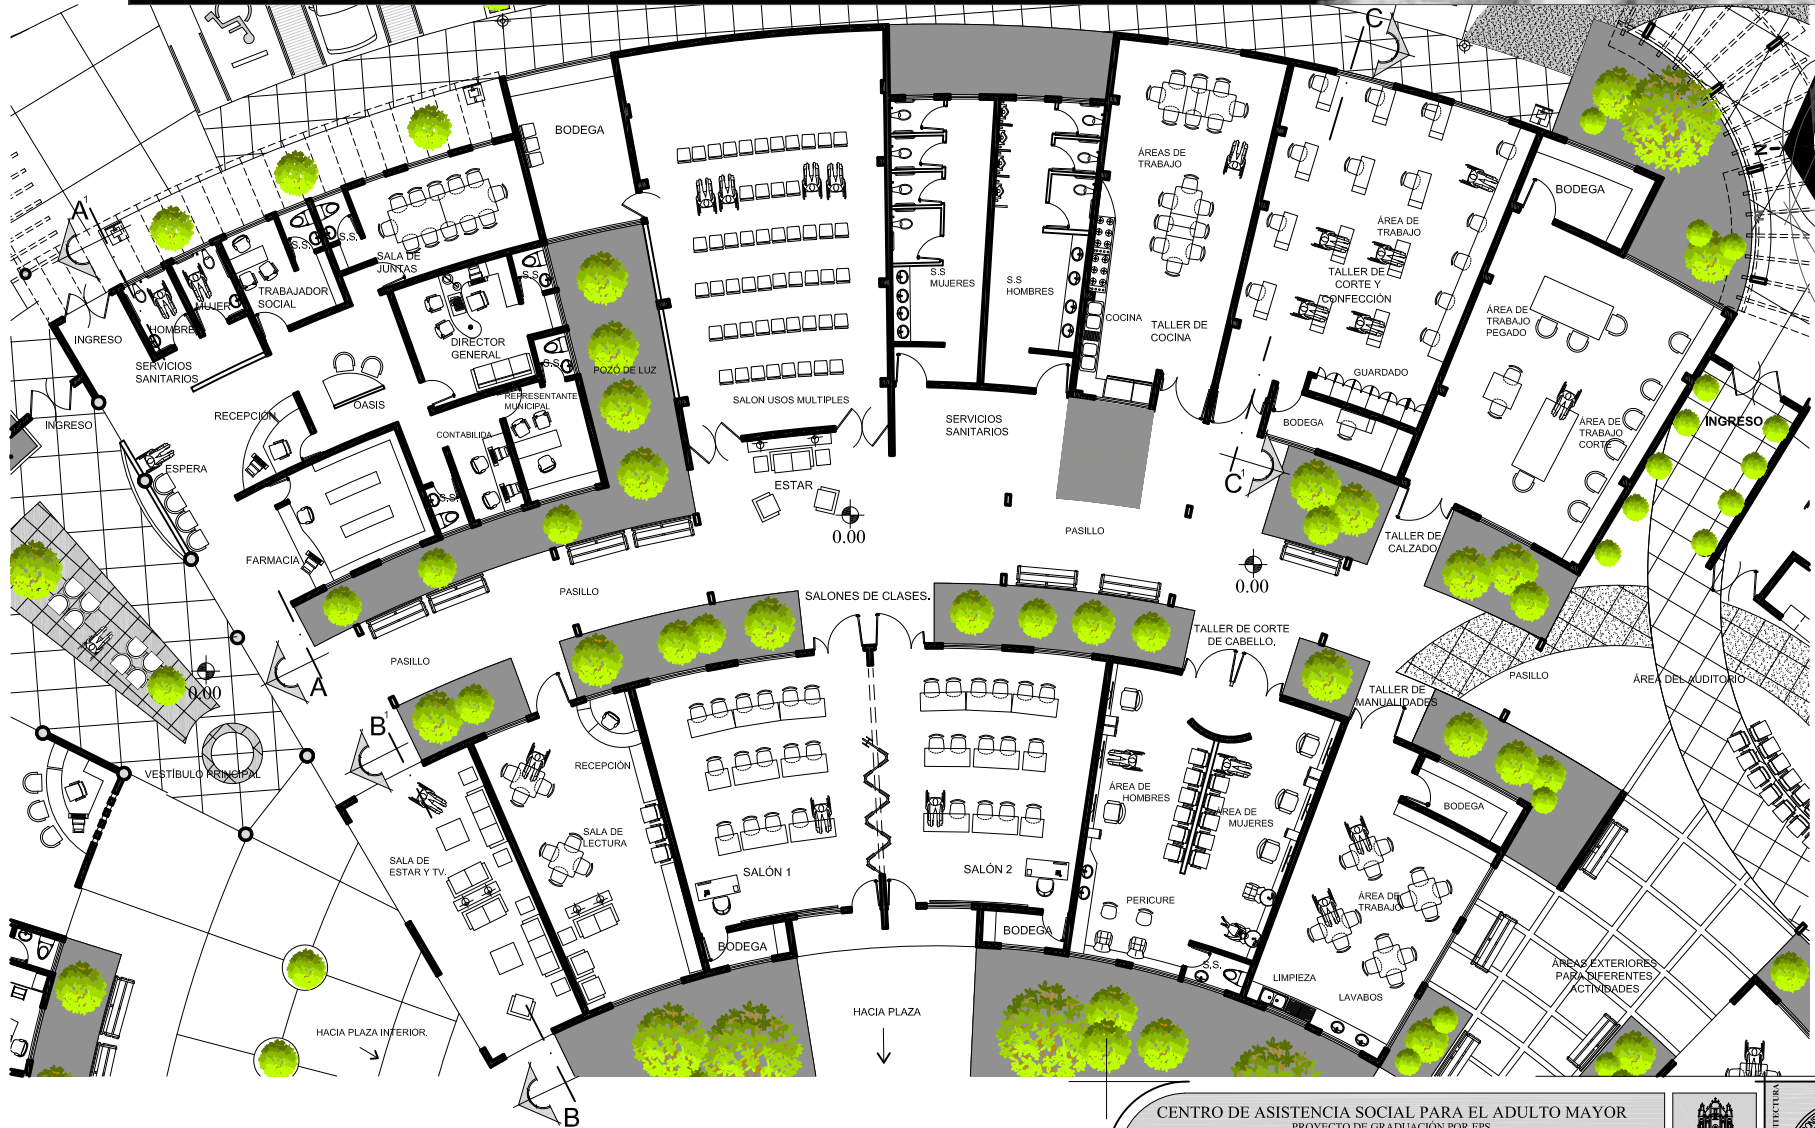 C
BODEGA
ÁREAS DE
TRABAJO
N
BODEGA
A'
S.S.
S.S.
SALA DE
JUNTAS
ÁREA DE
TRABAJO
S.S.
TRABAJADOR
SOCIAL
MUJER
HOMBRE
S.S
MUJERES
S.S
HOMBRES
TALLER DE
CORTE Y
CONFECCIÓN
INGRESO
SERVICIOS
SANITARIOS
DIRECTOR
GENERAL
S.S.
POZO DE LUZ
COCINA
TALLER DE
COCINA
ÁREA DE
TRABAJO
PEGADO
GUARDADO
RECEPCIÓN
OASIS
REPRESENTANTE
MUNICIPAL
SALON USOS MULTIPLES
SERVICIOS
SANITARIOS
BODEGA
ÁREA DE
TRABAJO
CORTE
INGRESO
INGRESO
CONTABILIDA
ESPERA
S.S.
ESTAR
C'
0.00
PASILLO
TALLER DE
CALZADO
FARMACIA
PASILLO
0.00
SALONES DE CLASES.
TALLER DE CORTE
DE CABELLO.
PASILLO
A
0.00
TALLER DE
MANUALIDADES
PASILLO
ÁREA DEL AUDITORIO
B'
VESTÍBULO PRINCIPAL
RECEPCIÓN
ÁREA DE
HOMBRES
ÁREA DE
MUJERES
BODEGA
SALA DE
ESTAR Y TV.
SALA DE
LECTURA
SALÓN 1
SALÓN 2
PERICURE
ÁREA DE
TRABAJO
BODEGA
BODEGA
S.S.
LIMPIEZA
LAVABOS
ÁREAS EXTERIORES
PARA DIFERENTES
ACTIVIDADES
HACIA PLAZA INTERIOR.
HACIA PLAZA
B
CENTRO DE ASISTENCIA SOCIAL PARA EL ADULTO MAYOR
PROYECTO DE GRADUACIÓN POR EPS